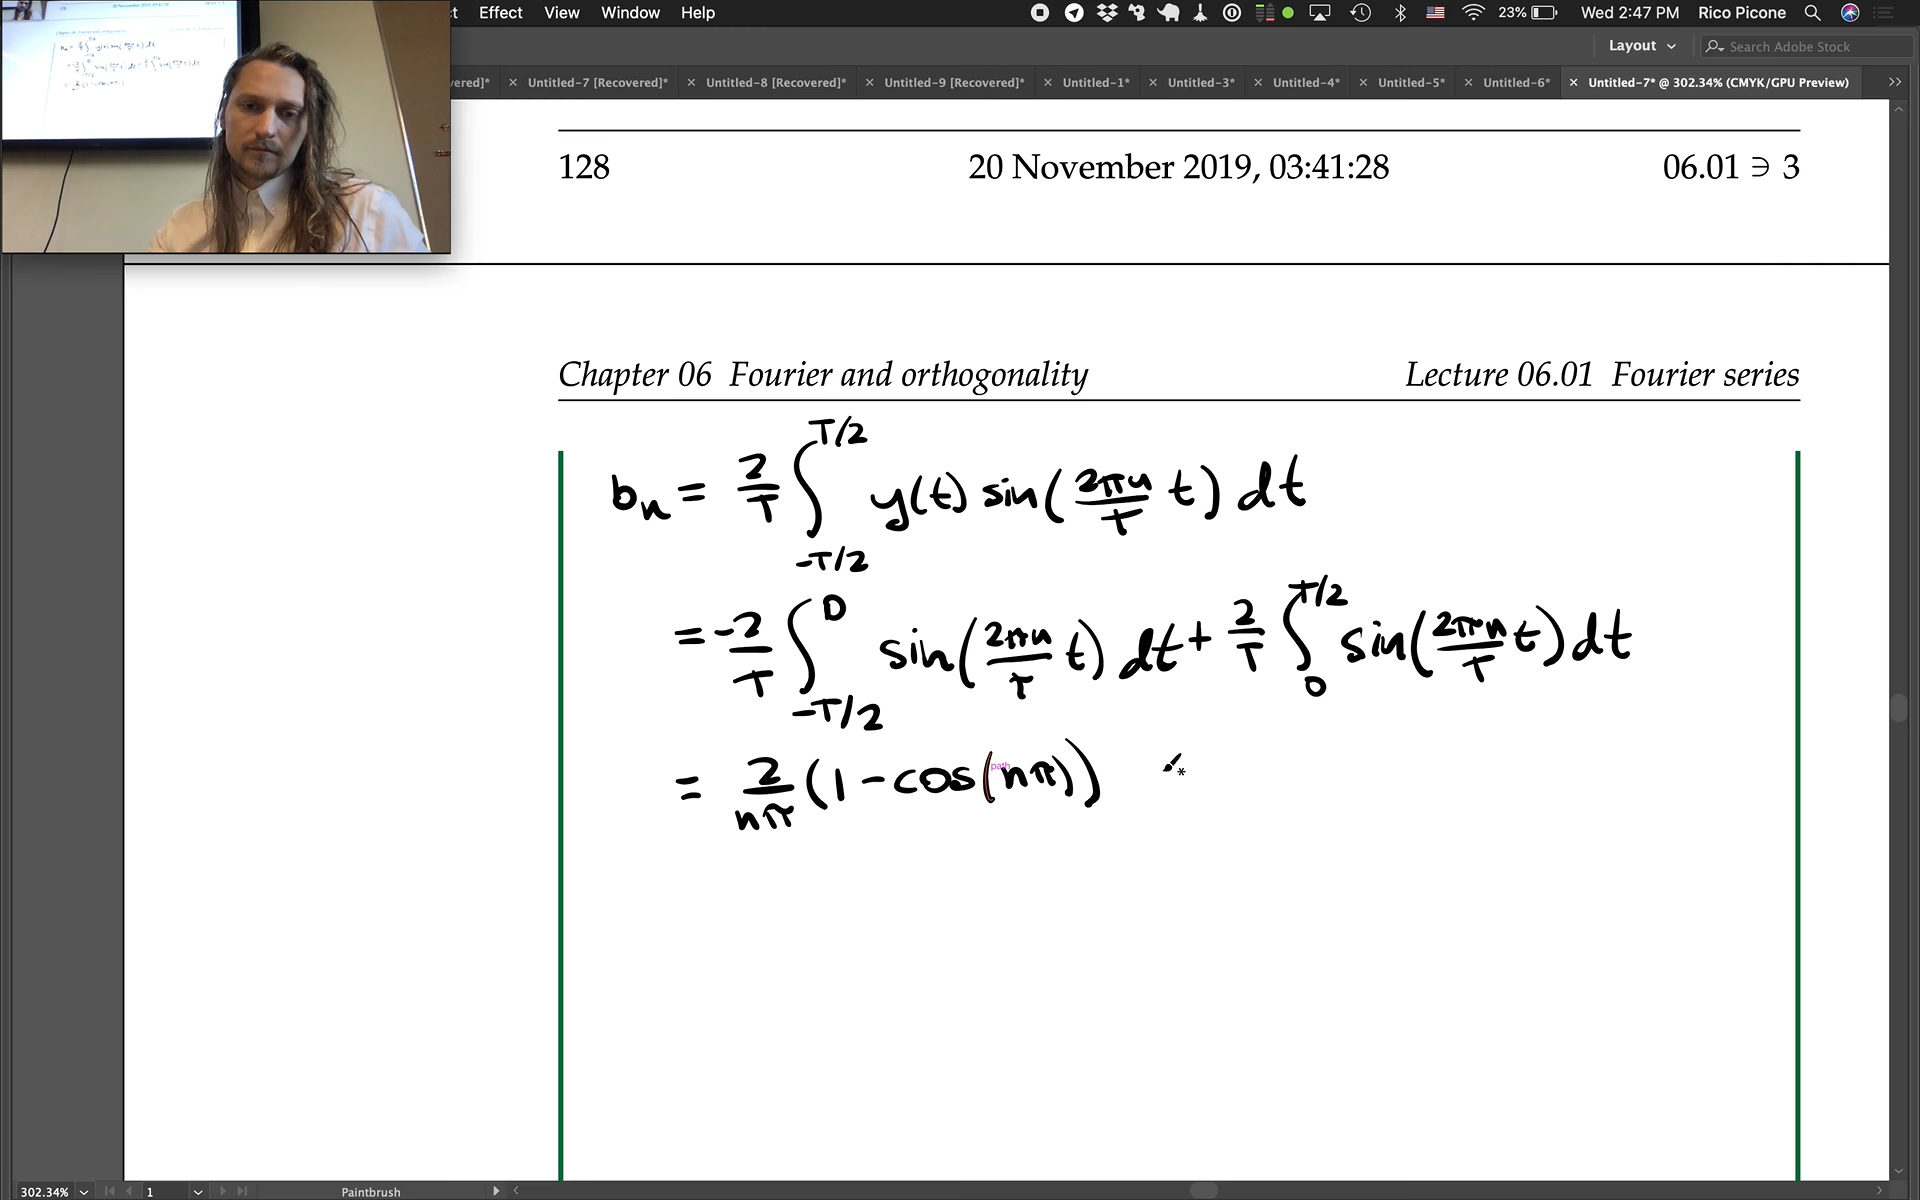 t Effect View Window Help 23% Wed 2:47 PM Rico Picone
Layout Search Adobe Stock
vered]* × Untitled-7 [Recovered]* × Untitled-8 [Recovered]* × Untitled-9 [Recovered]* × Untitled-1* × Untitled-3* × Untitled-4* × Untitled-5* × Untitled-6* × Untitled-7* @ 302.34% (CMYK/GPU Preview) >>
128 20 November 2019, 03:41:28 06.01 ∋ 3
Chapter 06 Fourier and orthogonality Lecture 06.01 Fourier series
bn = 2/T ∫_{-T/2}^{T/2} y(t) sin(2πn/T t) dt
= -2/T ∫_{-T/2}^{0} sin(2πn/T t) dt + 2/T ∫_{0}^{T/2} sin(2πn/T t) dt
= 2/nπ (1 - cos(nπ))
path
302.34% 1 Paintbrush